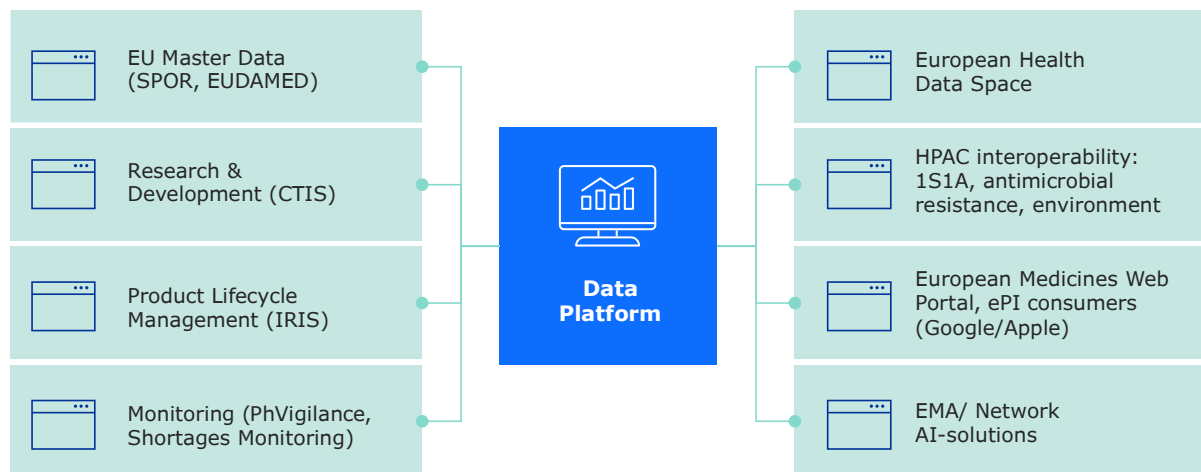 EU Master Data
(SPOR, EUDAMED)
Research &
Development (CTIS)
Product Lifecycle
Management (IRIS)
Monitoring (PhVigilance,
Shortages Monitoring)
Data
Platform
European Health
Data Space
HPAC interoperability:
1S1A, antimicrobial
resistance, environment
European Medicines Web
Portal, ePI consumers
(Google/Apple)
EMA/ Network
AI-solutions